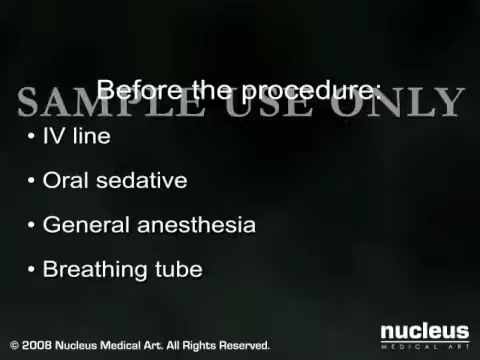 Before the procedure:
SAMPLE USE ONLY
• IV line
• Oral sedative
• General anesthesia
• Breathing tube
nucleus
MEDICAL ART
© 2008 Nucleus Medical Art. All Rights Reserved.